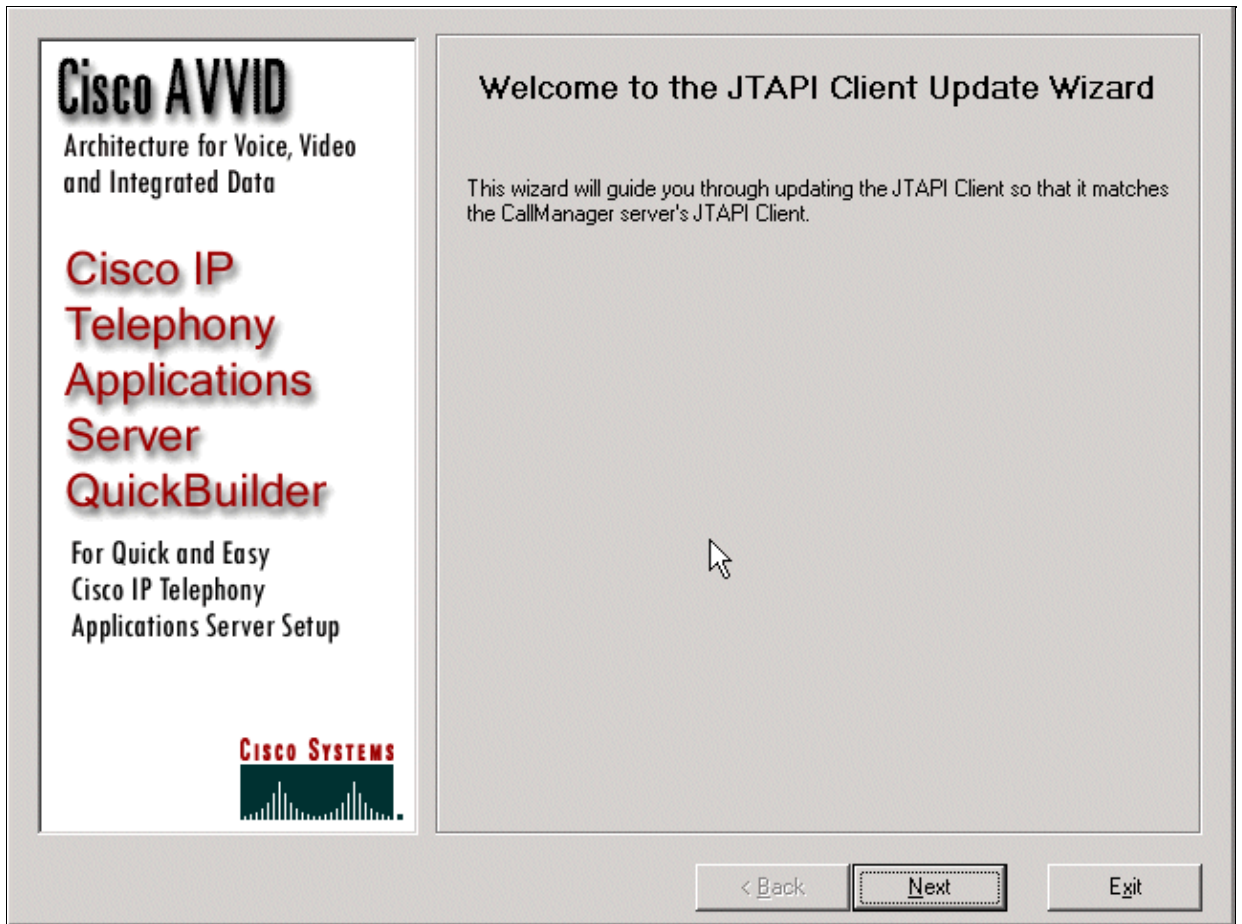 Cisco AVVID
Architecture for Voice, Video
and Integrated Data
Cisco IP
Telephony
Applications
Server
QuickBuilder
For Quick and Easy
Cisco IP Telephony
Applications Server Setup
CISCO SYSTEMS
Welcome to the JTAPI Client Update Wizard
This wizard will guide you through updating the JTAPI Client so that it matches
the CallManager server's JTAPI Client.
< Back
Next
Exit